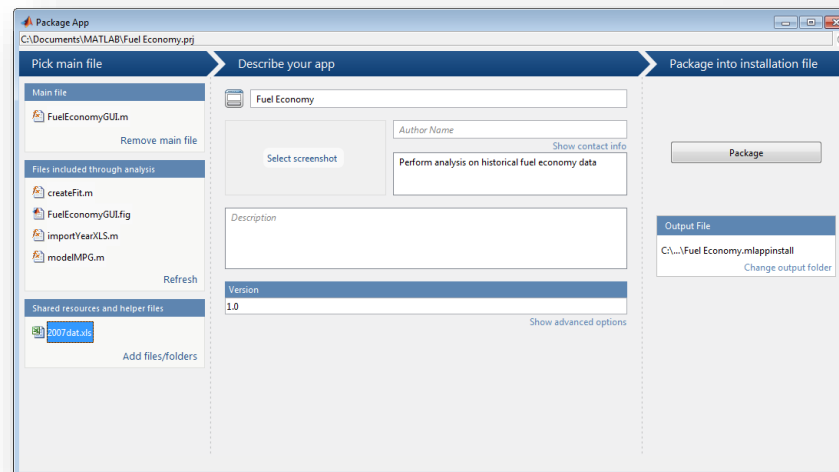 Package App
C:\Documents\MATLAB\Fuel Economy.prj
Pick main file
Describe your app
Package into installation file
Main file
FuelEconomyGUI.m
Remove main file
Files included through analysis
createFit.m
FuelEconomyGUI.fig
importYearXLS.m
modelMPG.m
Refresh
Shared resources and helper files
2007dat.xls
Add files/folders
Fuel Economy
Select screenshot
Author Name
Show contact info
Perform analysis on historical fuel economy data
Description
Version
1.0
Show advanced options
Package
Output File
C:\...\Fuel Economy.mlappinstall
Change output folder